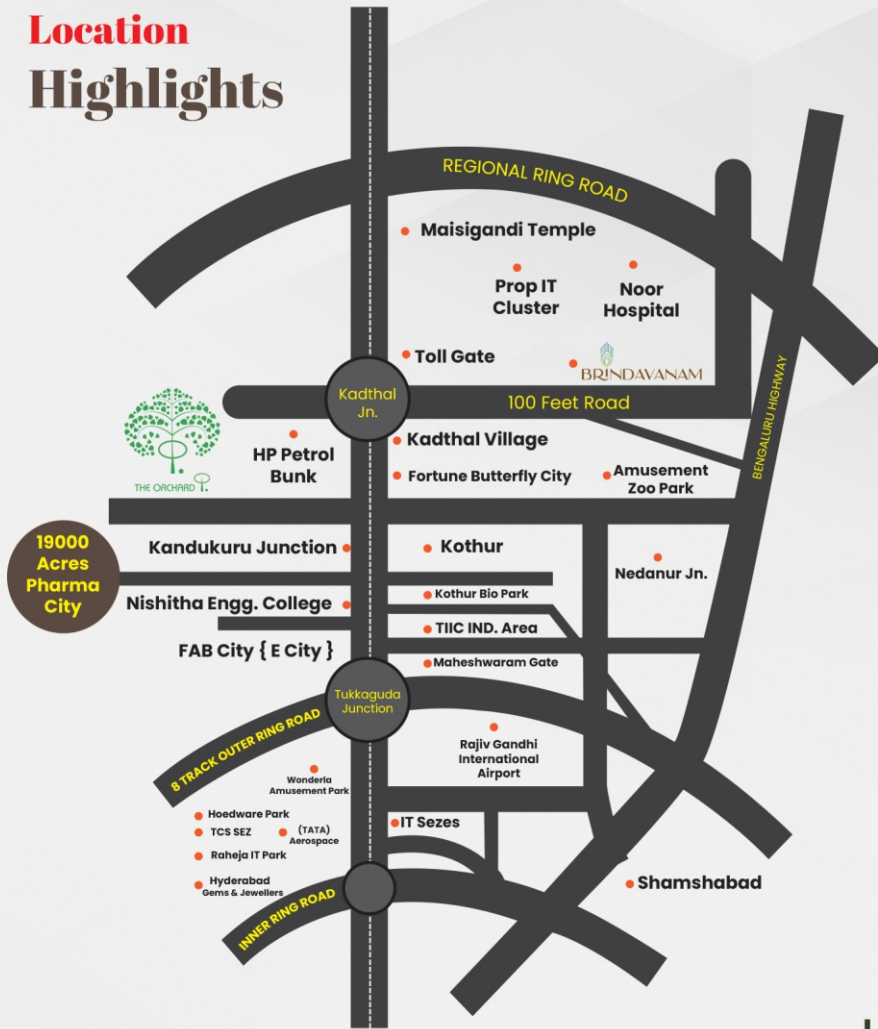 Location
Highlights
REGIONAL RING ROAD
Maisigandi Temple
Prop IT
Cluster
Noor
Hospital
Toll Gate
BRINDAVANAM
Kadthal
Jn.
100 Feet Road
BENGALURU HIGHWAY
THE ORCHARD
HP Petrol
Bunk
Kadthal Village
Fortune Butterfly City
Amusement
Zoo Park
19000
Acres
Pharma
City
Kandukuru Junction
Kothur
Nedanur Jn.
Nishitha Engg. College
Kothur Bio Park
TIIC IND. Area
FAB City { E City }
Maheshwaram Gate
Tukkaguda
Junction
8 TRACK OUTER RING ROAD
Rajiv Gandhi
International
Airport
Wonderla
Amusement Park
Hoedware Park
TCS SEZ
(TATA)
Aerospace
IT Sezes
Raheja IT Park
Hyderabad
Gems & Jewellers
INNER RING ROAD
Shamshabad